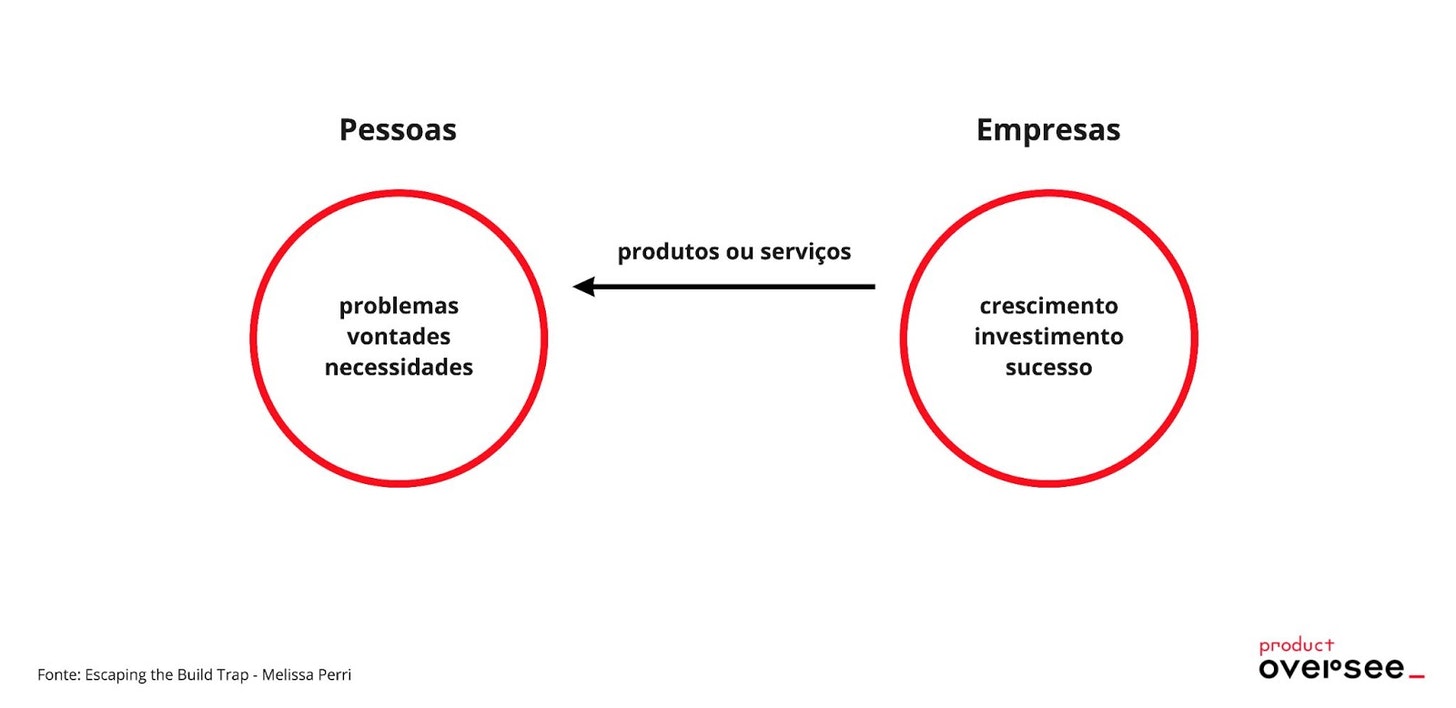 Pessoas
Empresas
produtos ou serviços
problemas
vontades
necessidades
crescimento
investimento
sucesso
Fonte: Escaping the Build Trap - Melissa Perri
product
oversee_